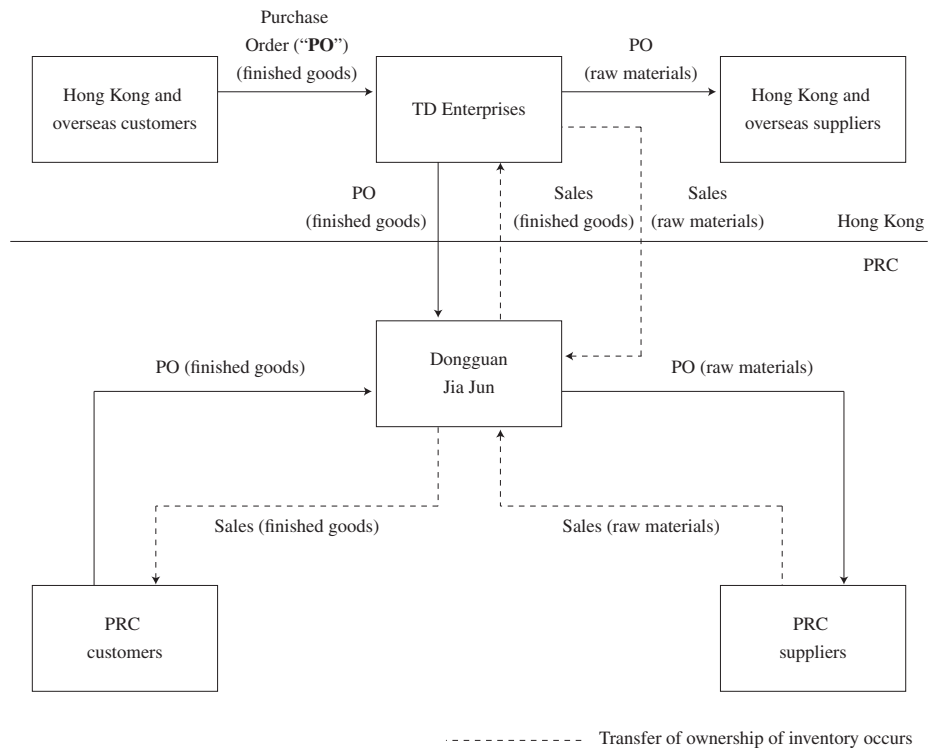 Purchase
Order (“PO”)
(finished goods)
PO
(raw materials)
Hong Kong and
overseas customers
TD Enterprises
Hong Kong and
overseas suppliers
PO
(finished goods)
Sales
(finished goods)
Sales
(raw materials)
Hong Kong
PRC
Dongguan
Jia Jun
PO (finished goods)
PO (raw materials)
Sales (finished goods)
Sales (raw materials)
PRC
customers
PRC
suppliers
Transfer of ownership of inventory occurs